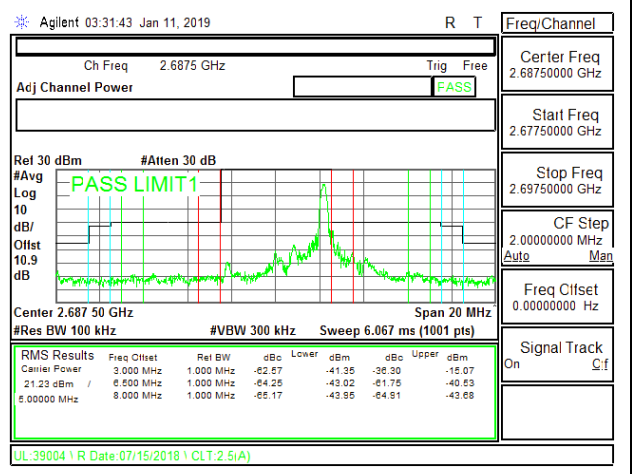 Agilent 03:31:43 Jan 11, 2019 R T
Freq/Channel
Ch Freq 2.6875 GHz Trig Free
Adj Channel Power
FASS
Certer Freq
2.68750000 GHz
Start Freq
2.67750000 GHz
Stop Freq
2.69750000 GHz
CF Step
2.00000000 MHz
Auto Man
Freq Clfset
0.00000000 Hz
Signal Track
On C:f
Ref 30 dBm #Atten 30 dB
#Avg
Log
10
dB/
Offst
10.9
dB
PASS LIMIT1
Center 2.687 50 GHz Span 20 MHz
#Res BW 100 kHz #VBW 300 kHz Sweep 6.067 ms (1001 pts)
RMS Results Freq Clfset Ref BW dBc Lower dBm dBc Upper dBm
Carrier Power 3.000 MHz 1.000 MHz -62.57 -41.35 -36.30 -15.07
21.23 dBm / 6.500 MHz 1.000 MHz -64.25 -43.02 -61.75 -40.53
5.00000 MHz 8.000 MHz 1.000 MHz -65.17 -43.95 -64.91 -43.68
UL:39004 \ R Date:07/15/2018 \ CLT:2.5(A)